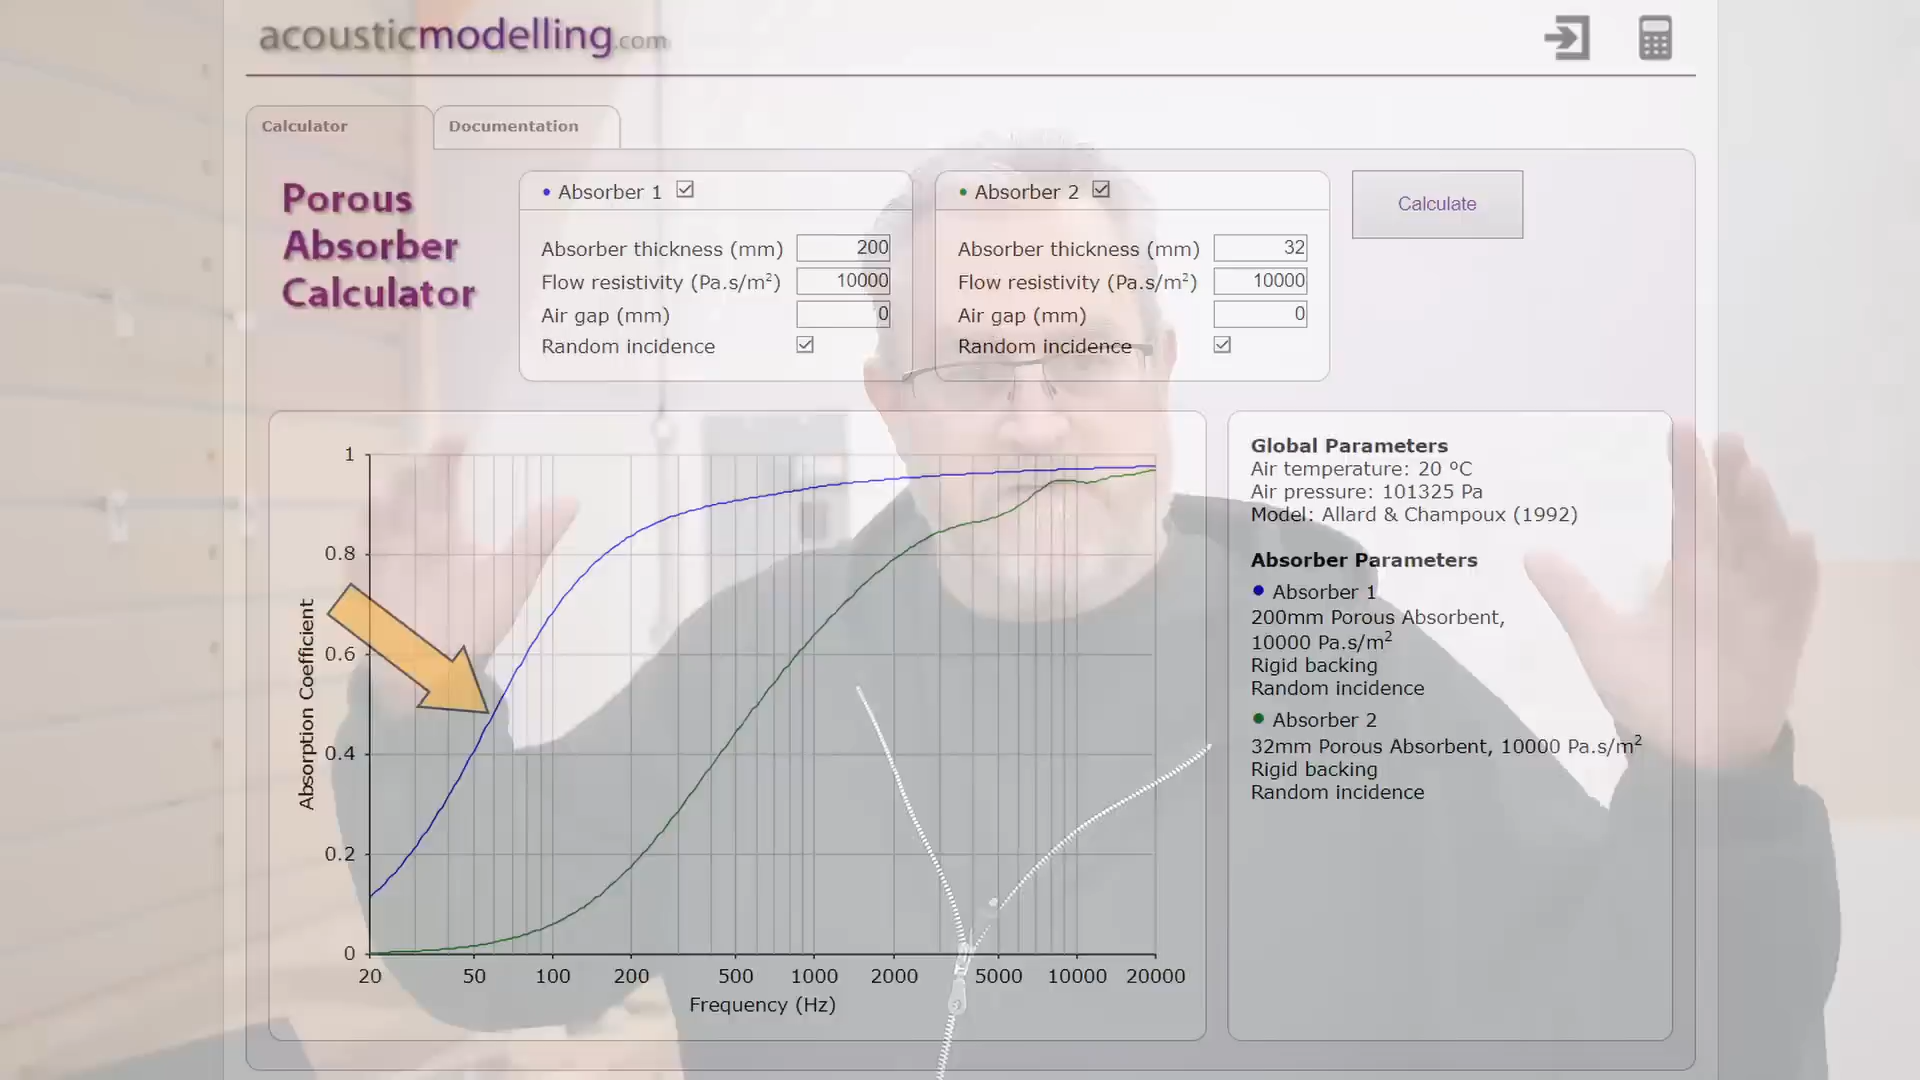 acousticmodelling.com
Calculator
Documentation
Porous
Absorber
Calculator
Absorber 1
Absorber thickness (mm) 200
Flow resistivity (Pa.s/m²) 10000
Air gap (mm) 0
Random incidence
Absorber 2
Absorber thickness (mm) 32
Flow resistivity (Pa.s/m²) 10000
Air gap (mm) 0
Random incidence
Calculate
Absorption Coefficient
1
0.8
0.6
0.4
0.2
0
20 50 100 200 500 1000 2000 5000 10000 20000
Frequency (Hz)
Global Parameters
Air temperature: 20 ºC
Air pressure: 101325 Pa
Model: Allard & Champoux (1992)
Absorber Parameters
Absorber 1
200mm Porous Absorbent,
10000 Pa.s/m²
Rigid backing
Random incidence
Absorber 2
32mm Porous Absorbent, 10000 Pa.s/m²
Rigid backing
Random incidence